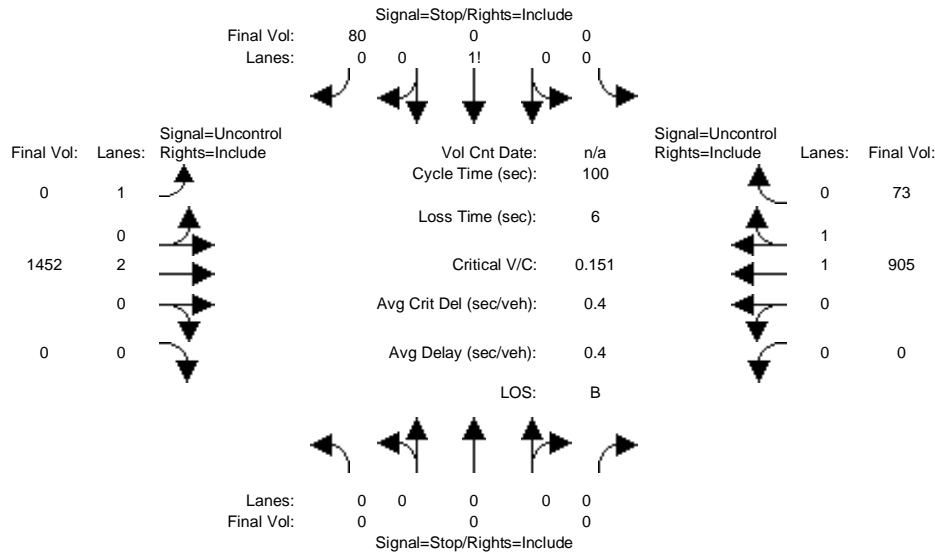 Signal=Stop/Rights=Include
Final Vol: 80 0 0
Lanes: 0 0 1! 0 0
Signal=Uncontrol
Final Vol: Lanes: Rights=Include
Vol Cnt Date: n/a
Signal=Uncontrol
Rights=Include Lanes: Final Vol:
Cycle Time (sec): 100
0 1
0 73
Loss Time (sec): 6
0
1
1452 2
Critical V/C: 0.151
1 905
0
Avg Crit Del (sec/veh): 0.4
0
0 0
Avg Delay (sec/veh): 0.4
0 0
LOS: B
Lanes: 0 0 0 0 0
Final Vol: 0 0 0
Signal=Stop/Rights=Include